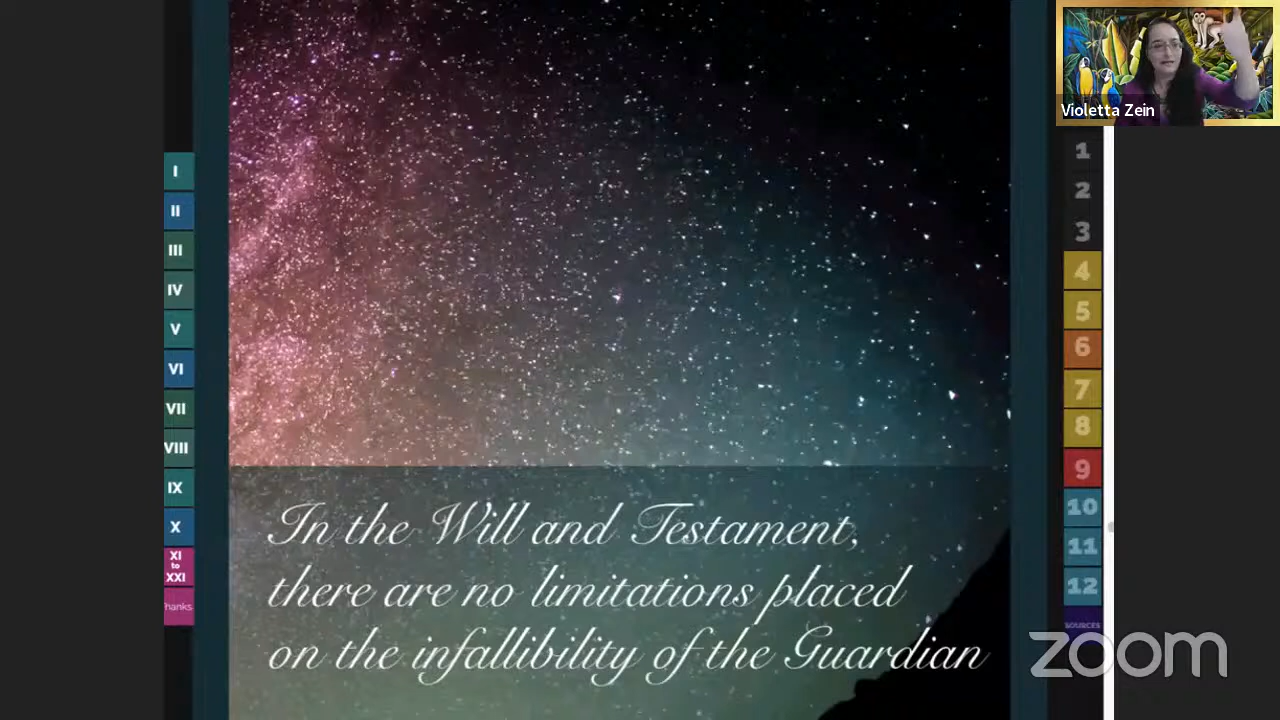 Violetta Zein
I
II
III
IV
V
VI
VII
VIII
IX
X
XI
to
XXI
hanks
1
2
3
4
5
6
7
8
9
10
11
12
SOURCES
In the Will and Testament,
there are no limitations placed
on the infallibility of the Guardian
zoom